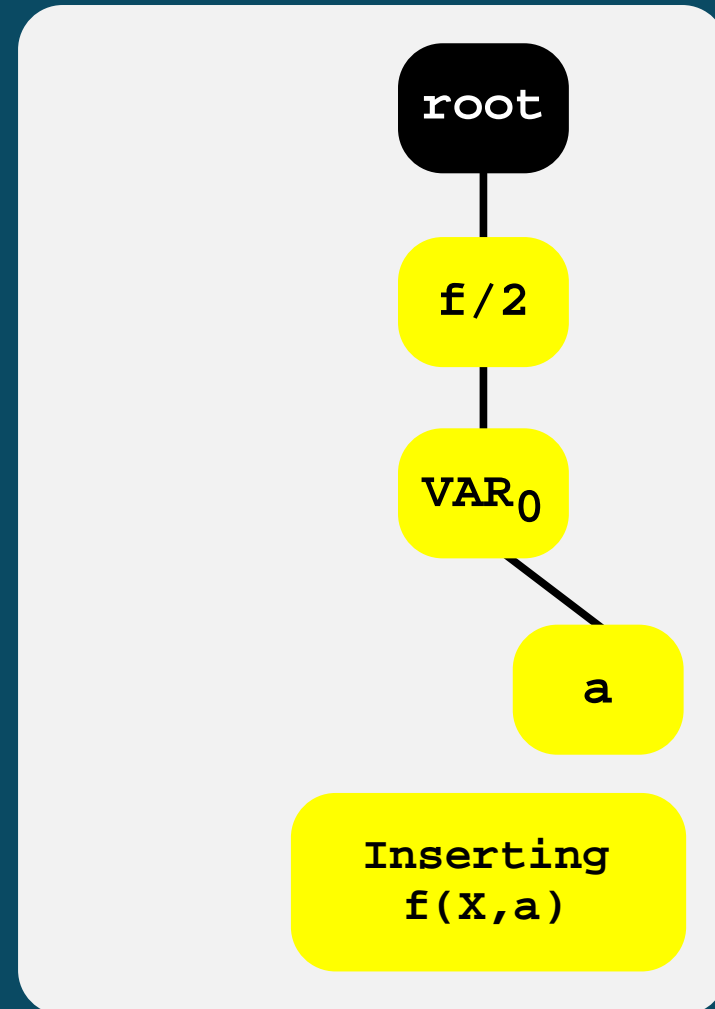 root
f/2
VAR0
a
Inserting
f(X,a)